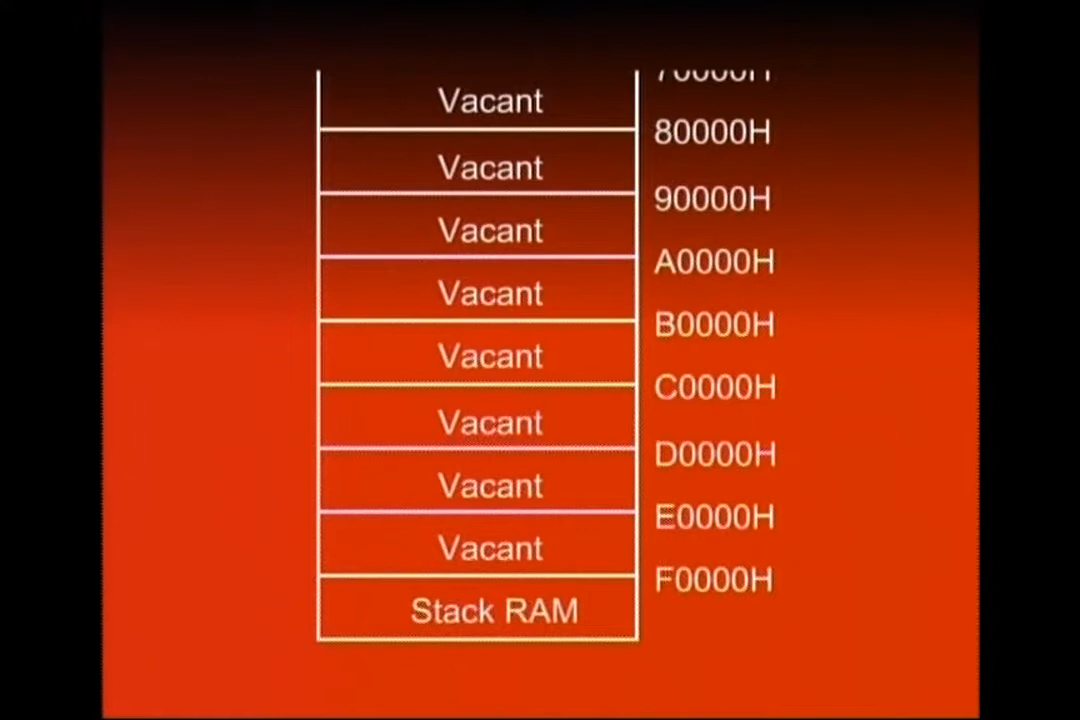 Vacant
80000H
Vacant
90000H
Vacant
A0000H
Vacant
B0000H
Vacant
C0000H
Vacant
D0000H
Vacant
E0000H
Vacant
F0000H
Stack RAM